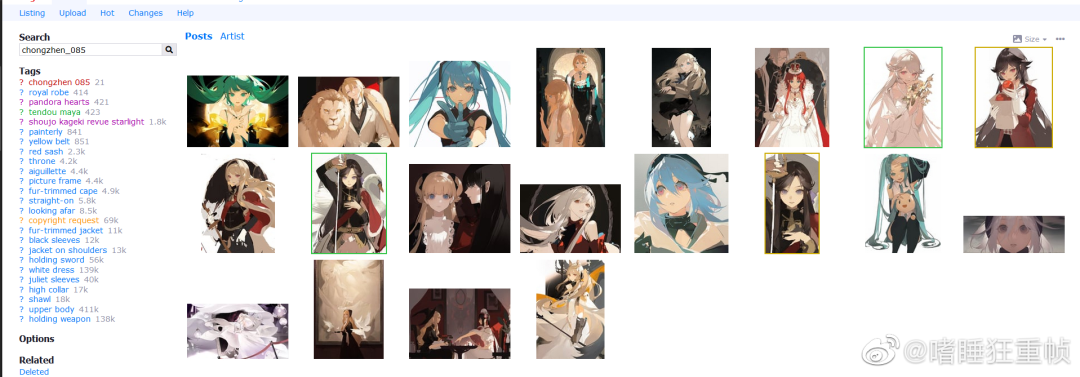 Listing Upload Hot Changes Help
Search
chongzhen_085
Posts Artist
Size
Tags
? chongzhen 085 21
? royal robe 414
? pandora hearts 421
? tendou maya 423
? shoujo kageki revue starlight 1.8k
? painterly 841
? yellow belt 851
? red sash 2.3k
? throne 4.2k
? aiguillette 4.4k
? picture frame 4.4k
? fur-trimmed cape 4.9k
? straight-on 5.8k
? looking afar 8.5k
? copyright request 69k
? fur-trimmed jacket 11k
? black sleeves 12k
? jacket on shoulders 13k
? holding sword 56k
? white dress 139k
? juliet sleeves 40k
? high collar 17k
? shawl 18k
? upper body 411k
? holding weapon 138k
Options
Related
Deleted
@嗜睡狂重帧